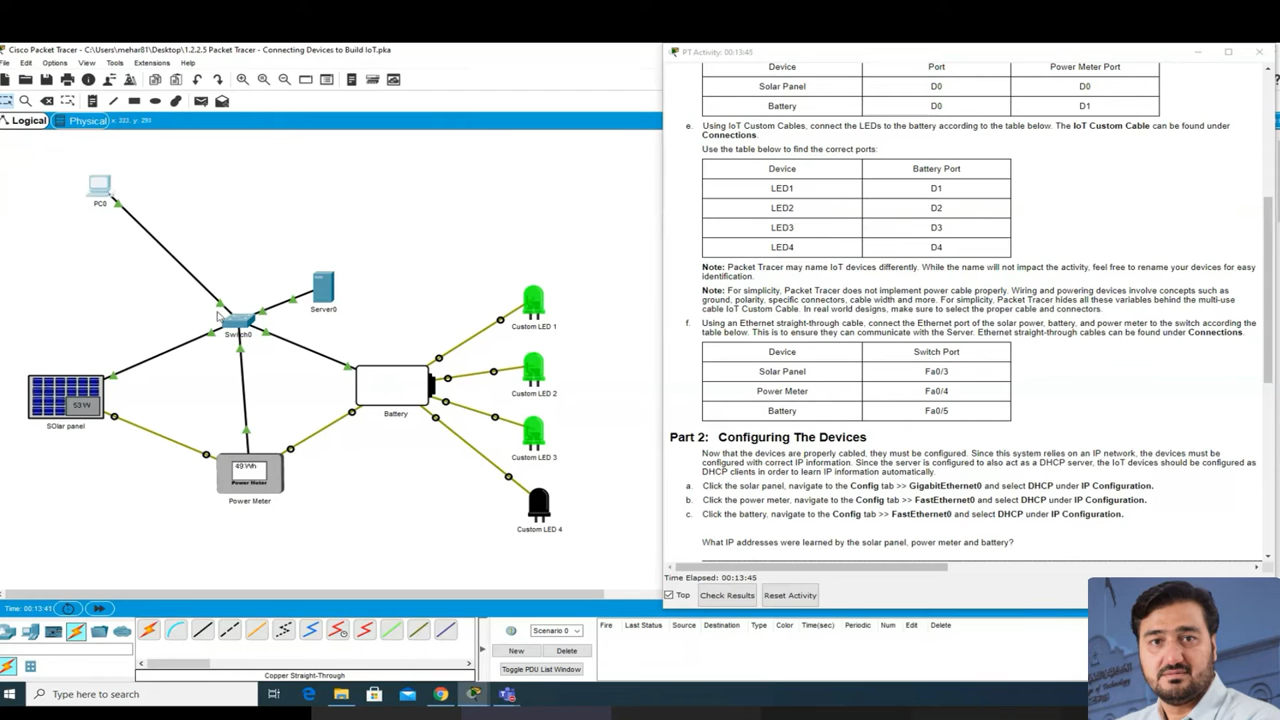 Cisco Packet Tracer - C:\Users\mehar81\Desktop\1.2.2.5 Packet Tracer - Connecting Devices to Build IoT.pka
File Edit Options View Tools Extensions Help
Logical Physical x: 223, y: 293
PC0
Server0
Switch0
53 W
SOlar panel
49 Wh
Power Meter
Power Meter
Battery
Custom LED 1
Custom LED 2
Custom LED 3
Custom LED 4
Time: 00:13:41
Copper Straight-Through
Scenario 0
New Delete
Toggle PDU List Window
Fire Last Status Source Destination Type Color Time(sec) Periodic Num Edit Delete
Type here to search
PT Activity: 00:13:45
Device Port Power Meter Port
Solar Panel D0 D0
Battery D0 D1
e. Using IoT Custom Cables, connect the LEDs to the battery according to the table below. The IoT Custom Cable can be found under
Connections.
Use the table below to find the correct ports:
Device Battery Port
LED1 D1
LED2 D2
LED3 D3
LED4 D4
Note: Packet Tracer may name IoT devices differently. While the name will not impact the activity, feel free to rename your devices for easy
identification.
Note: For simplicity, Packet Tracer does not implement power cable properly. Wiring and powering devices involve concepts such as
ground, polarity, specific connectors, cable width and more. For simplicity, Packet Tracer hides all these variables behind the multi-use
cable IoT Custom Cable. In real world designs, make sure to select the proper cable and connectors.
f. Using an Ethernet straight-through cable, connect the Ethernet port of the solar power, battery, and power meter to the switch according the
table below. This is to ensure they can communicate with the Server. Ethernet straight-through cables can be found under Connections.
Device Switch Port
Solar Panel Fa0/3
Power Meter Fa0/4
Battery Fa0/5
Part 2: Configuring The Devices
Now that the devices are properly cabled, they must be configured. Since this system relies on an IP network, the devices must be
configured with correct IP information. Since the server is configured to also act as a DHCP server, the IoT devices should be configured as
DHCP clients in order to learn IP information automatically.
a. Click the solar panel, navigate to the Config tab >> GigabitEthernet0 and select DHCP under IP Configuration.
b. Click the power meter, navigate to the Config tab >> FastEthernet0 and select DHCP under IP Configuration.
c. Click the battery, navigate to the Config tab >> FastEthernet0 and select DHCP under IP Configuration.
What IP addresses were learned by the solar panel, power meter and battery?
Time Elapsed: 00:13:45
Top Check Results Reset Activity